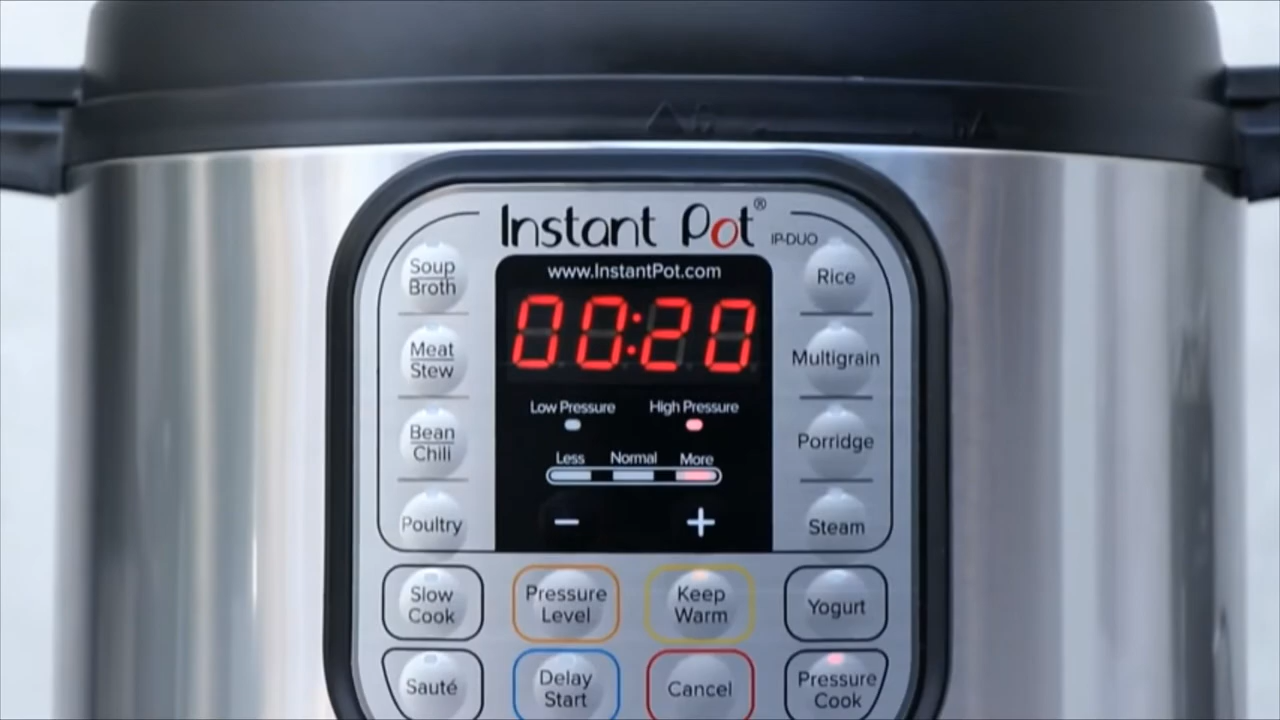 Instant Pot®
IP-DUO
www.InstantPot.com
00:20
Low Pressure
High Pressure
Less
Normal
More
−
+
Soup
Broth
Meat
Stew
Bean
Chili
Poultry
Rice
Multigrain
Porridge
Steam
Slow
Cook
Pressure
Level
Keep
Warm
Yogurt
Sauté
Delay
Start
Cancel
Pressure
Cook